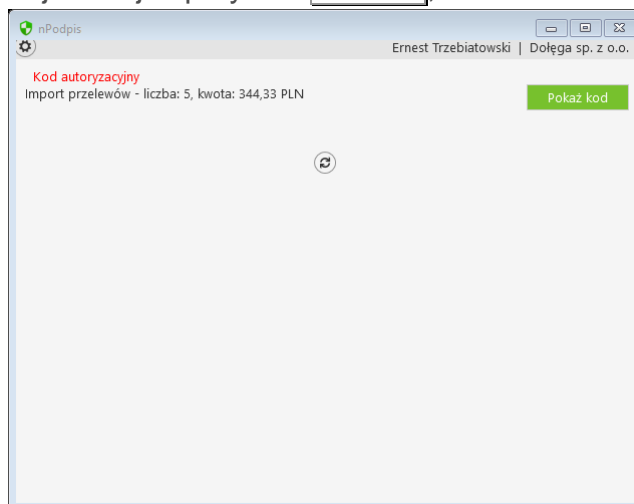 nPodpis
Ernest Trzebiatowski | Dołęga sp. z o.o.
Kod autoryzacyjny
Import przelewów - liczba: 5, kwota: 344,33 PLN
Pokaż kod